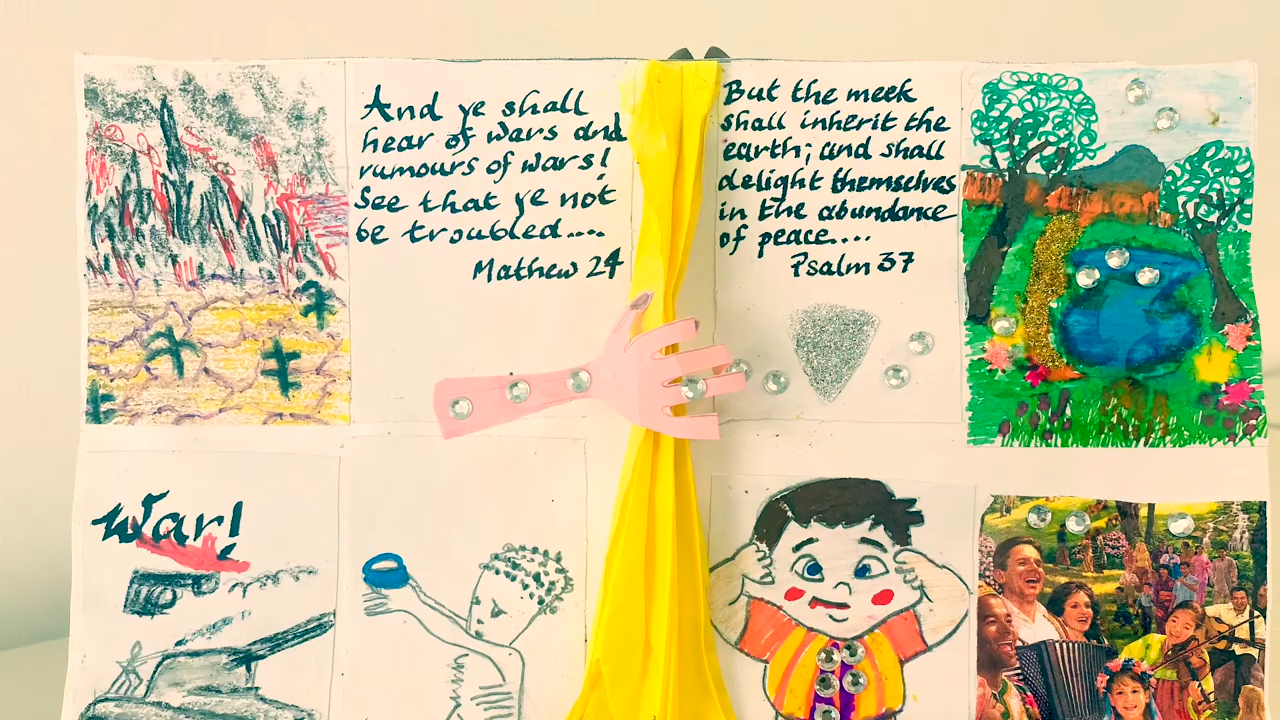 And ye shall
hear of wars and
rumours of wars!
See that ye not
be troubled....
Mathew 24
But the meek
shall inherit the
earth; and shall
delight themselves
in the abundance
of peace....
Psalm 37
War!